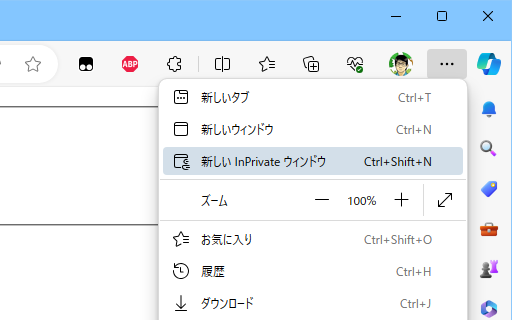 ABP
新しいタブ Ctrl+T
新しいウィンドウ Ctrl+N
新しい InPrivate ウィンドウ Ctrl+Shift+N
ズーム 100%
お気に入り Ctrl+Shift+O
履歴 Ctrl+H
ダウンロード Ctrl+J